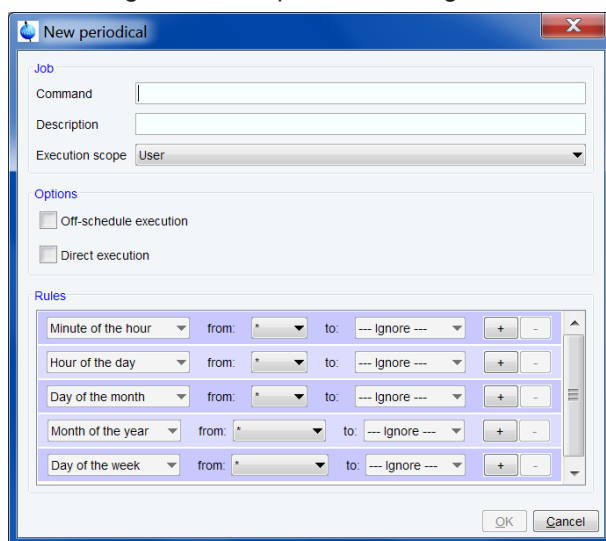 New periodical
X
Job
Command
Description
Execution scope User
Options
Off-schedule execution
Direct execution
Rules
Minute of the hour from: * to: --- Ignore --- + -
Hour of the day from: * to: --- Ignore --- + -
Day of the month from: * to: --- Ignore --- + -
Month of the year from: * to: --- Ignore --- + -
Day of the week from: * to: --- Ignore --- + -
OK Cancel